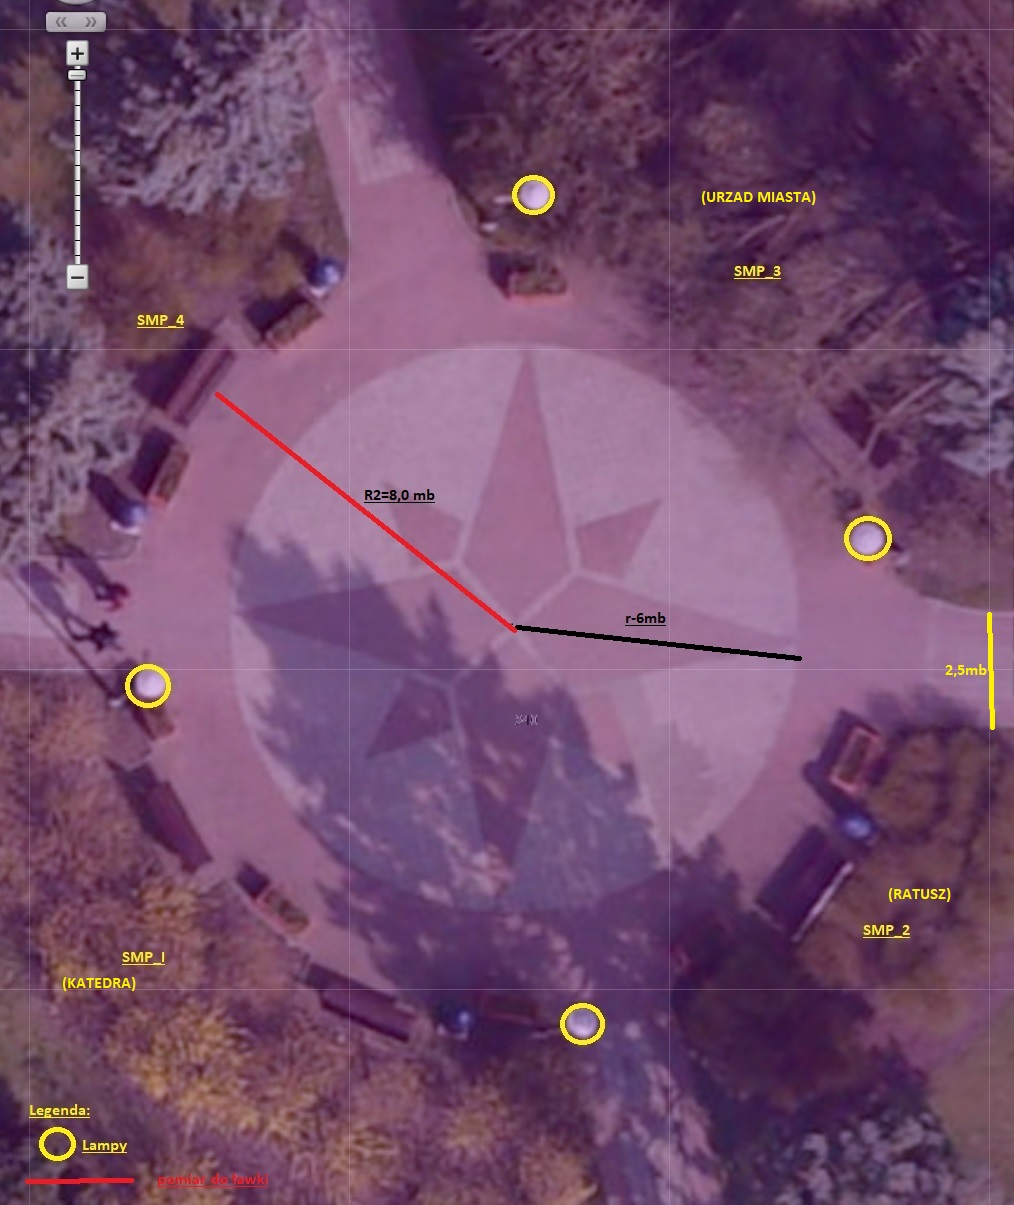 (URZAD MIASTA)
SMP_3
SMP_4
R2=8,0 mb
r-6mb
2,5mb
(RATUSZ)
SMP_2
SMP_I
(KATEDRA)
Legenda:
Lampy
pomiar do ławki